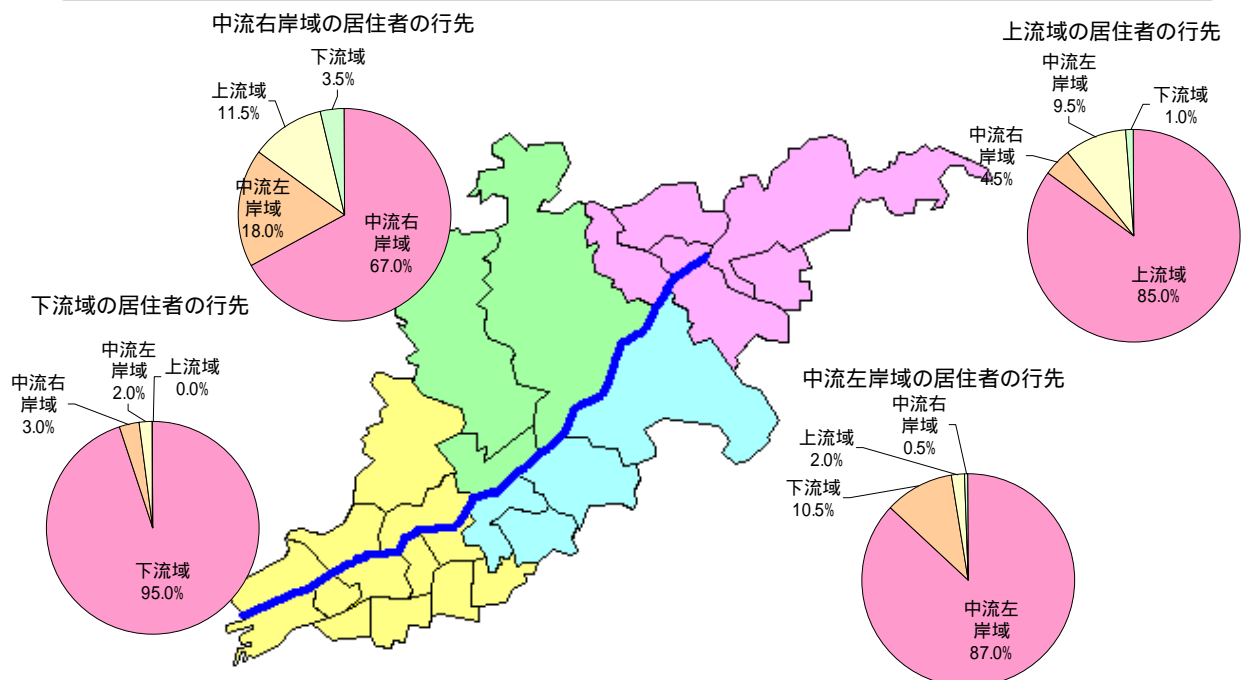 中流右岸域の居住者の行先
下流域
3.5%
上流域
11.5%
中流左
岸域
18.0%
中流右
岸域
67.0%
上流域の居住者の行先
中流左
岸域
9.5%
下流域
1.0%
中流右
岸域
4.5%
上流域
85.0%
下流域の居住者の行先
中流左
岸域
2.0%
上流域
0.0%
中流右
岸域
3.0%
下流域
95.0%
中流左岸域の居住者の行先
中流右
岸域
0.5%
上流域
2.0%
下流域
10.5%
中流左
岸域
87.0%